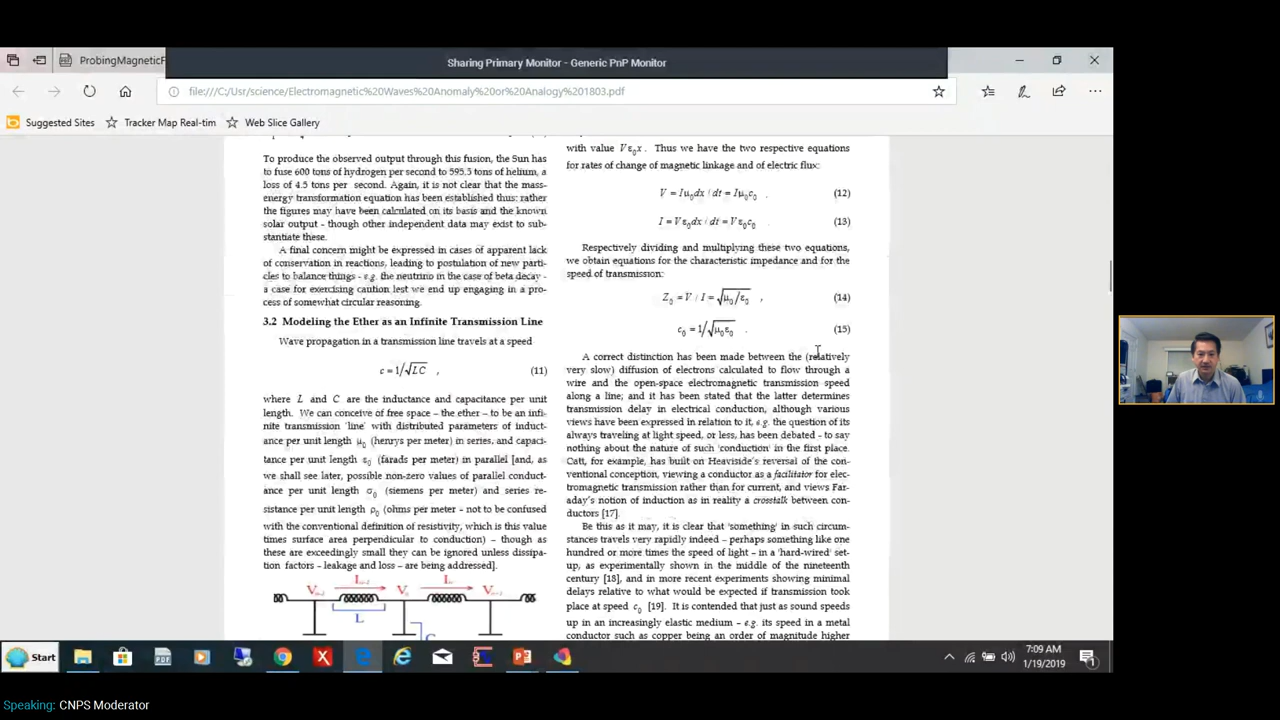 Sharing Primary Monitor - Generic PnP Monitor
ProbingMagneticF
file:///C:/Usr/science/Electromagnetic%20Waves%20Anomaly%20or%20Analogy%201803.pdf
Suggested Sites
Tracker Map Real-tim
Web Slice Gallery
To produce the observed output through this fusion, the Sun has
to fuse 600 tons of hydrogen per second to 595.5 tons of helium, a
loss of 4.5 tons per second. Again, it is not clear that the mass-
energy transformation equation has been established thus: rather
the figures may have been calculated on its basis and the known
solar output - though other independent data may exist to sub-
stantiate these.
A final concern might be expressed in cases of apparent lack
of conservation in reactions, leading to postulation of new parti-
cles to balance things - e.g. the neutrino in the case of beta decay -
a case for exercising caution lest we end up engaging in a pro-
cess of somewhat circular reasoning.
3.2 Modeling the Ether as an Infinite Transmission Line
Wave propagation in a transmission line travels at a speed
c = 1/√LC , (11)
where L and C are the inductance and capacitance per unit
length. We can conceive of free space – the ether – to be an infi-
nite transmission 'line' with distributed parameters of induct-
ance per unit length μ₀ (henrys per meter) in series, and capaci-
tance per unit length ε₀ (farads per meter) in parallel [and, as
we shall see later, possible non-zero values of parallel conduct-
ance per unit length σ₀ (siemens per meter) and series re-
sistance per unit length ρ₀ (ohms per meter - not to be confused
with the conventional definition of resistivity, which is this value
times surface area perpendicular to conduction) – though as
these are exceedingly small they can be ignored unless dissipa-
tion factors – leakage and loss – are being addressed].
L
C
with value Vε₀x . Thus we have the two respective equations
for rates of change of magnetic linkage and of electric flux:
V = Iμ₀dx / dt = Iμ₀c₀ , (12)
I = Vε₀dx / dt = Vε₀c₀ . (13)
Respectively dividing and multiplying these two equations,
we obtain equations for the characteristic impedance and for the
speed of transmission:
Z₀ = V / I = √μ₀/ε₀ , (14)
c₀ = 1/√μ₀ε₀ . (15)
A correct distinction has been made between the (relatively
very slow) diffusion of electrons calculated to flow through a
wire and the open-space electromagnetic transmission speed
along a line; and it has been stated that the latter determines
transmission delay in electrical conduction, although various
views have been expressed in relation to it, e.g. the question of its
always traveling at light speed, or less, has been debated – to say
nothing about the nature of such 'conduction' in the first place.
Catt, for example, has built on Heaviside's reversal of the con-
ventional conception, viewing a conductor as a facilitator for elec-
tromagnetic transmission rather than for current, and views Far-
aday's notion of induction as in reality a crosstalk between con-
ductors [17].
Be this as it may, it is clear that 'something' in such circum-
stances travels very rapidly indeed – perhaps something like one
hundred or more times the speed of light – in a 'hard-wired' set-
up, as experimentally shown in the middle of the nineteenth
century [18], and in more recent experiments showing minimal
delays relative to what would be expected if transmission took
place at speed c₀ [19]. It is contended that just as sound speeds
up in an increasingly elastic medium – e.g. its speed in a metal
conductor such as copper being an order of magnitude higher
Start
7:09 AM
1/19/2019
Speaking: CNPS Moderator